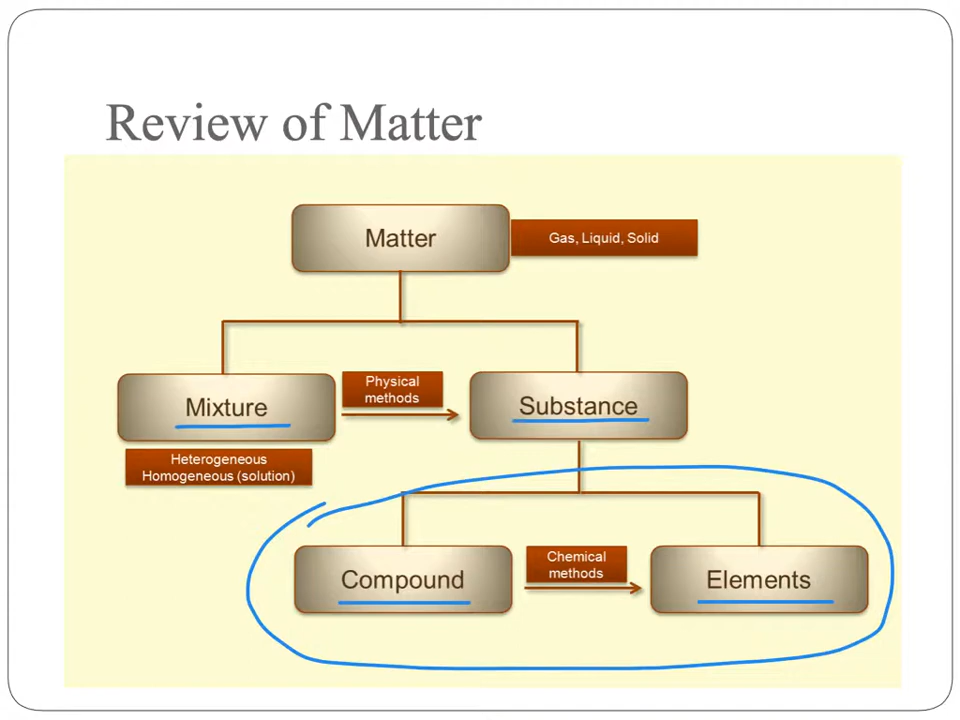 Review of Matter
Matter
Gas, Liquid, Solid
Mixture
Physical
methods
Substance
Heterogeneous
Homogeneous (solution)
Compound
Chemical
methods
Elements